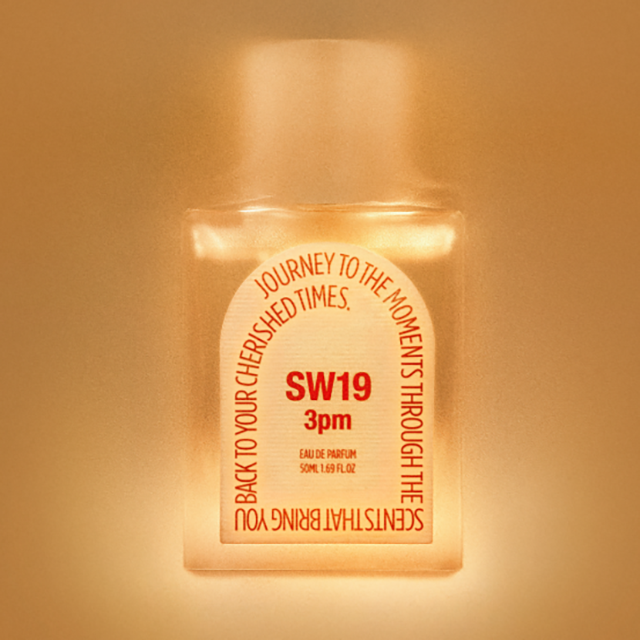 JOURNEY TO THE MOMENTS THROUGH THE
SCENTS THAT BRING YOU
BACK TO YOUR CHERISHED TIMES.
SW19
3pm
EAU DE PARFUM
50ML 1.69 FL.OZ